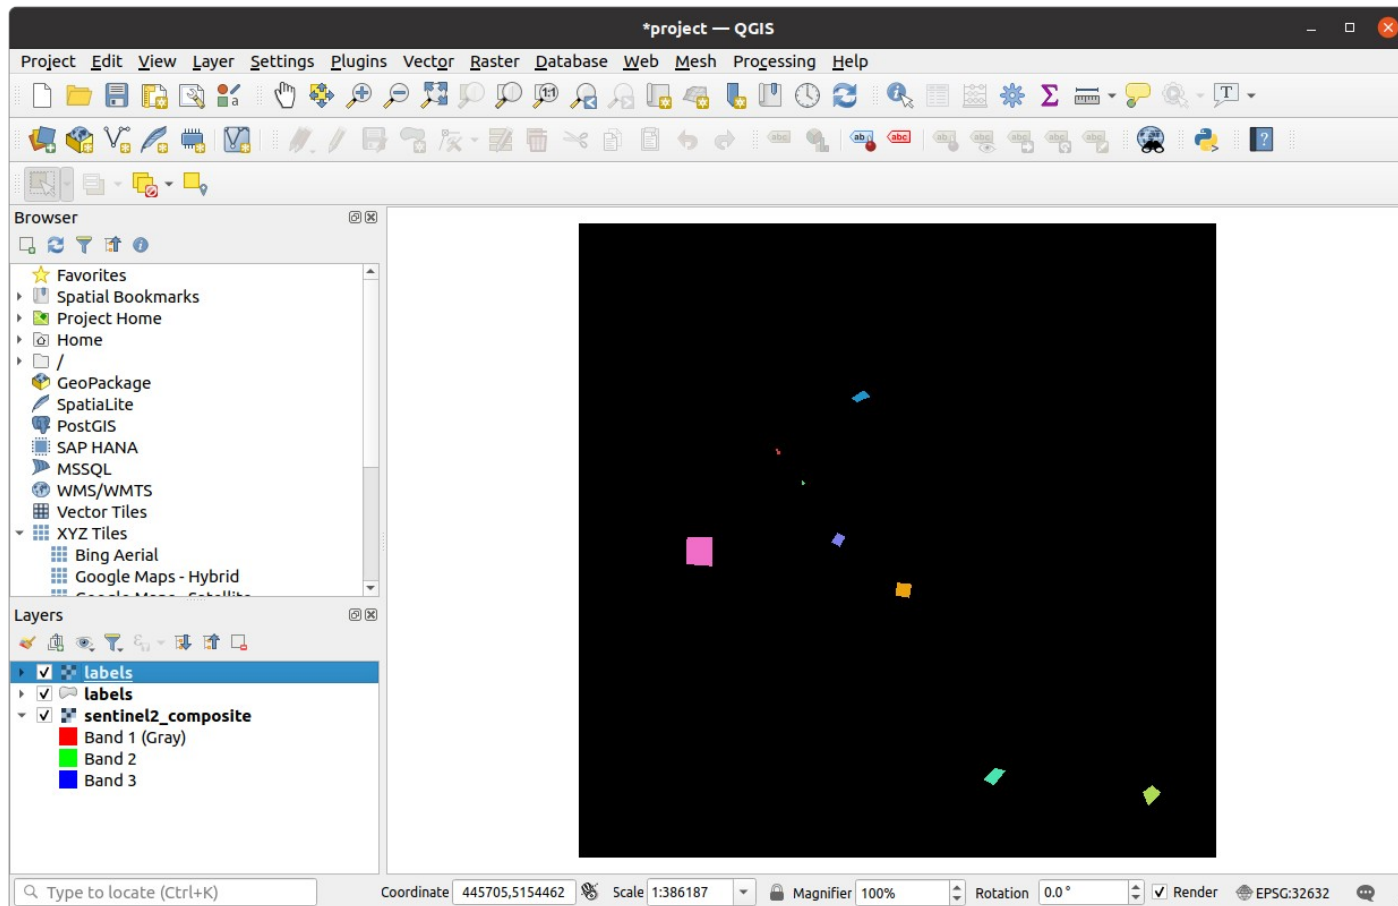 *project — QGIS
Project Edit View Layer Settings Plugins Vector Raster Database Web Mesh Processing Help
Browser
Favorites
Spatial Bookmarks
Project Home
Home
/
GeoPackage
SpatiaLite
PostGIS
SAP HANA
MSSQL
WMS/WMTS
Vector Tiles
XYZ Tiles
Bing Aerial
Google Maps - Hybrid
Google Maps - Satellite
Layers
labels
labels
sentinel2_composite
Band 1 (Gray)
Band 2
Band 3
Type to locate (Ctrl+K) Coordinate 445705,5154462 Scale 1:386187 Magnifier 100% Rotation 0.0 ° Render EPSG:32632